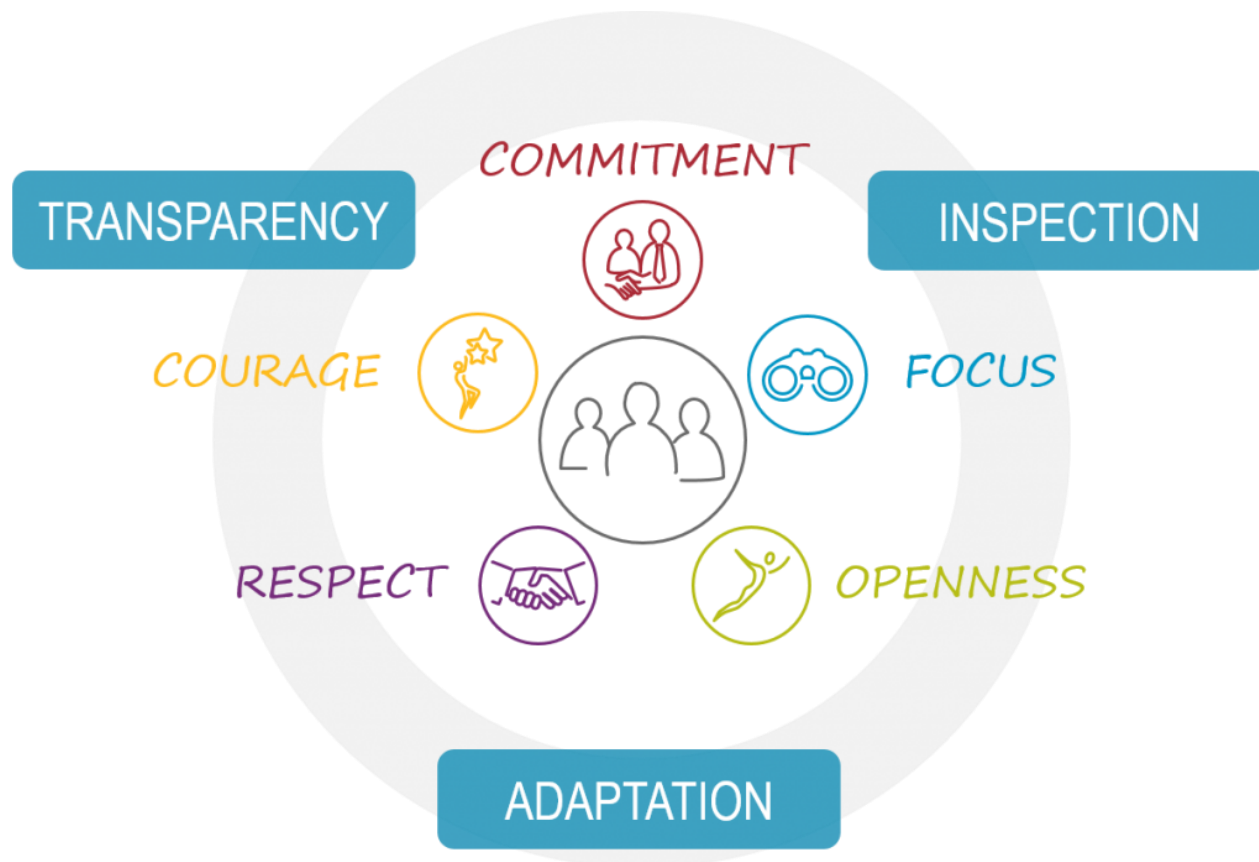 COMMITMENT
TRANSPARENCY
INSPECTION
COURAGE
FOCUS
RESPECT
OPENNESS
ADAPTATION